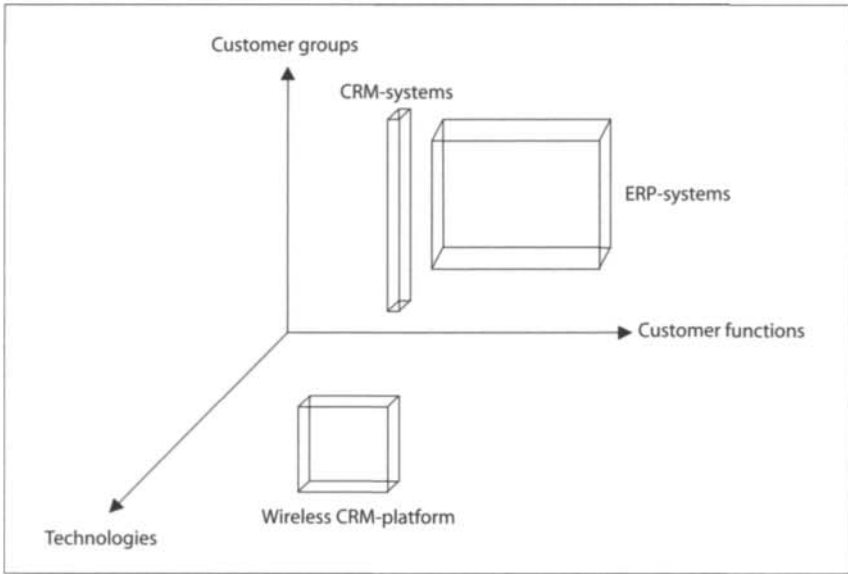 Customer groups
CRM-systems
ERP-systems
Customer functions
Wireless CRM-platform
Technologies